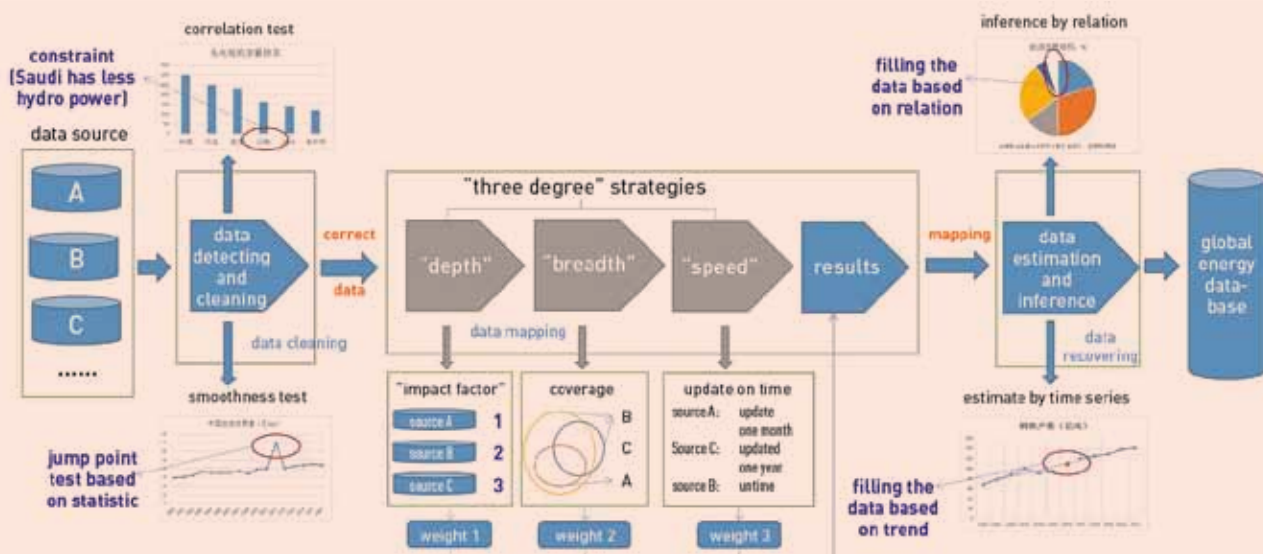 correlation test
constraint
(Saudi has less
hydro power)
data source
A
B
C
......
data
detecting
and
cleaning
data cleaning
smoothness test
jump point
test based
on statistic
correct
data
"three degree" strategies
"depth"
"breadth"
"speed"
results
data mapping
"impact factor"
source A 1
source B 2
source C 3
weight 1
coverage
B
C
A
weight 2
update on time
source A: update
one month
Source C: updated
one year
source B: untime
weight 3
mapping
inference by relation
filling the
data based
on relation
data
estimation
and
inference
data
recovering
estimate by time series
filling the
data based
on trend
global
energy
data-
base